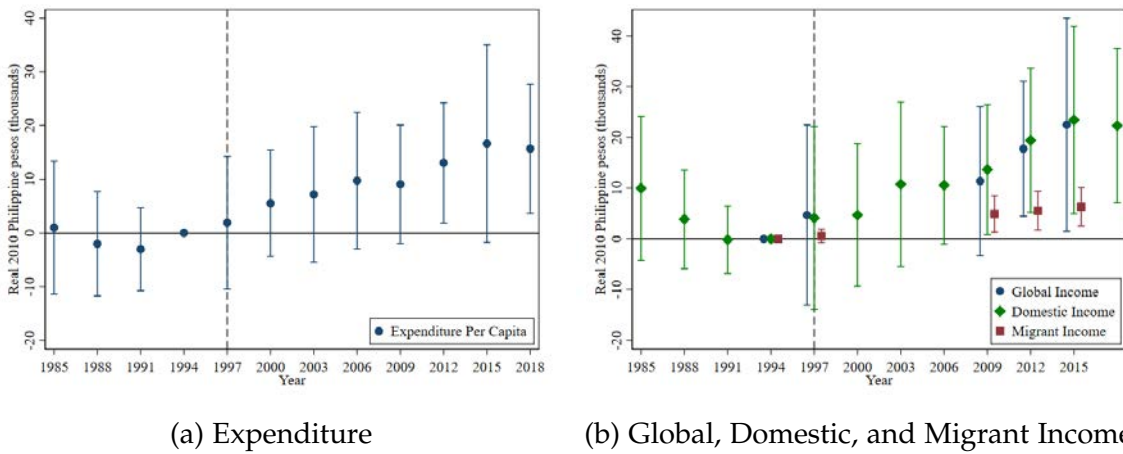 Real 2010 Philippine pesos (thousands)
40
30
20
10
0
-10
-20
Expenditure Per Capita
1985 1988 1991 1994 1997 2000 2003 2006 2009 2012 2015 2018
Year
(a) Expenditure
Real 2010 Philippine pesos (thousands)
40
30
20
10
0
-10
-20
Global Income
Domestic Income
Migrant Income
1985 1988 1991 1994 1997 2000 2003 2006 2009 2012 2015
Year
(b) Global, Domestic, and Migrant Income